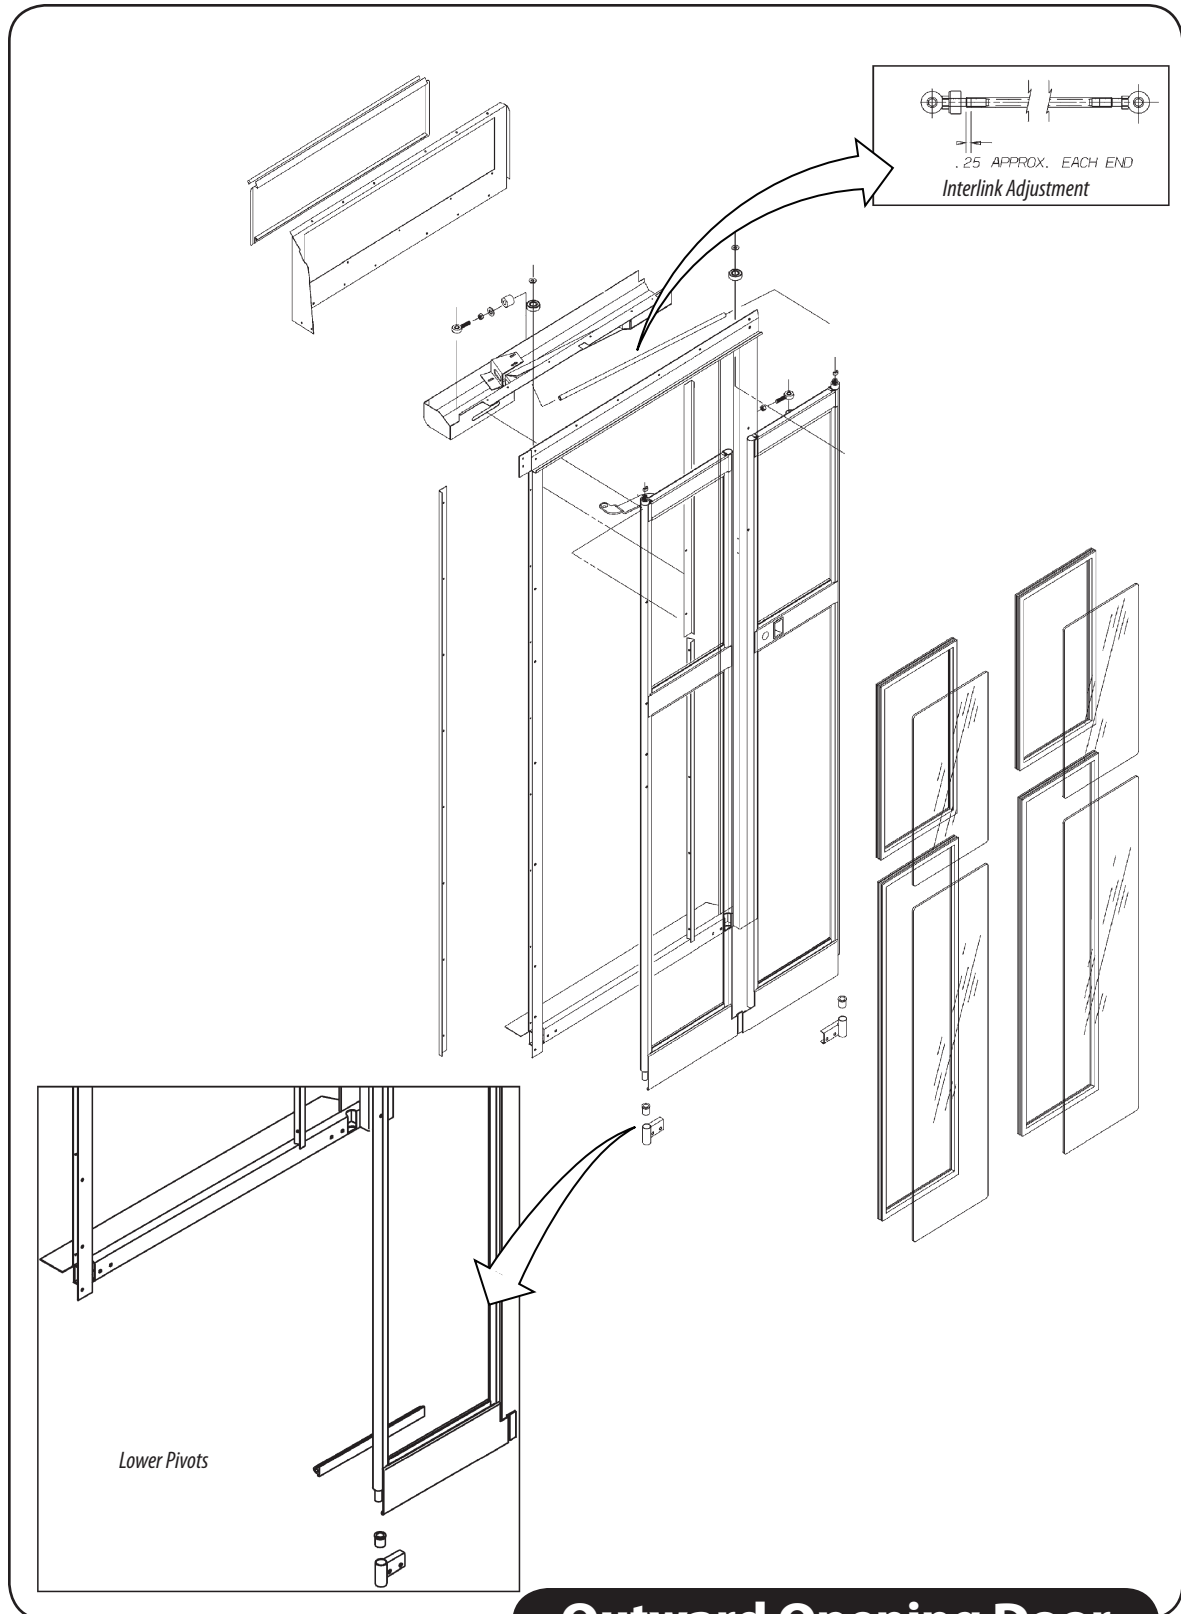 .25 APPROX. EACH END
Interlink Adjustment
Lower Pivots
Outward Opening Door